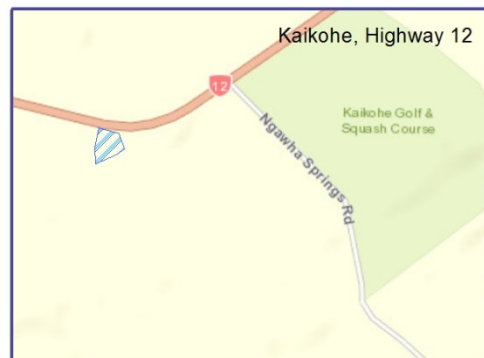 Kaikohe, Highway 12
12
Kaikohe Golf &
Squash Course
Ngawha Springs Rd